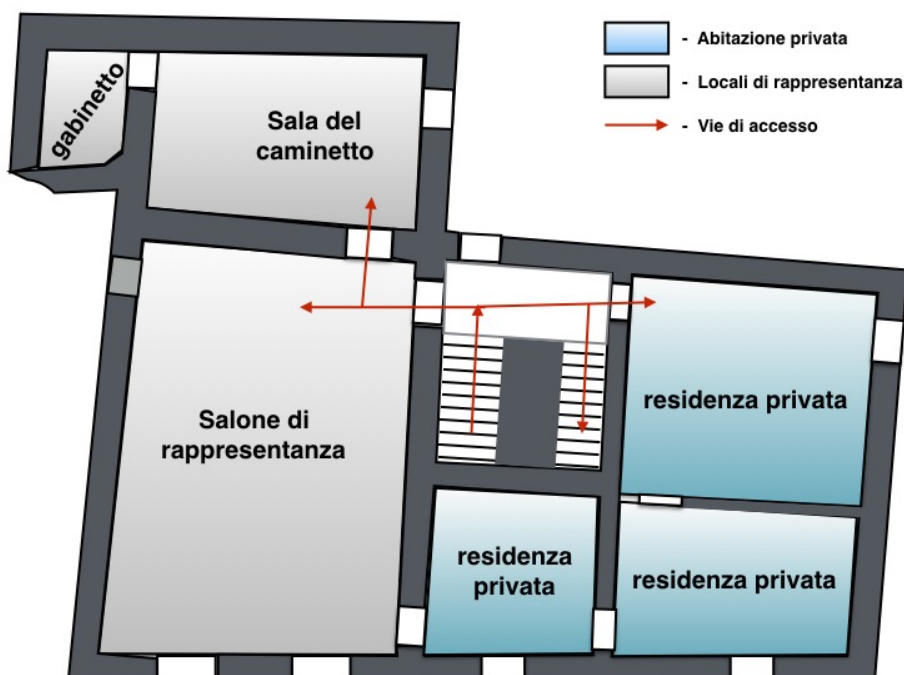 - Abitazione privata
- Locali di rappresentanza
- Vie di accesso
gabinetto
Sala del
caminetto
Salone di
rappresentanza
residenza privata
residenza
privata
residenza privata